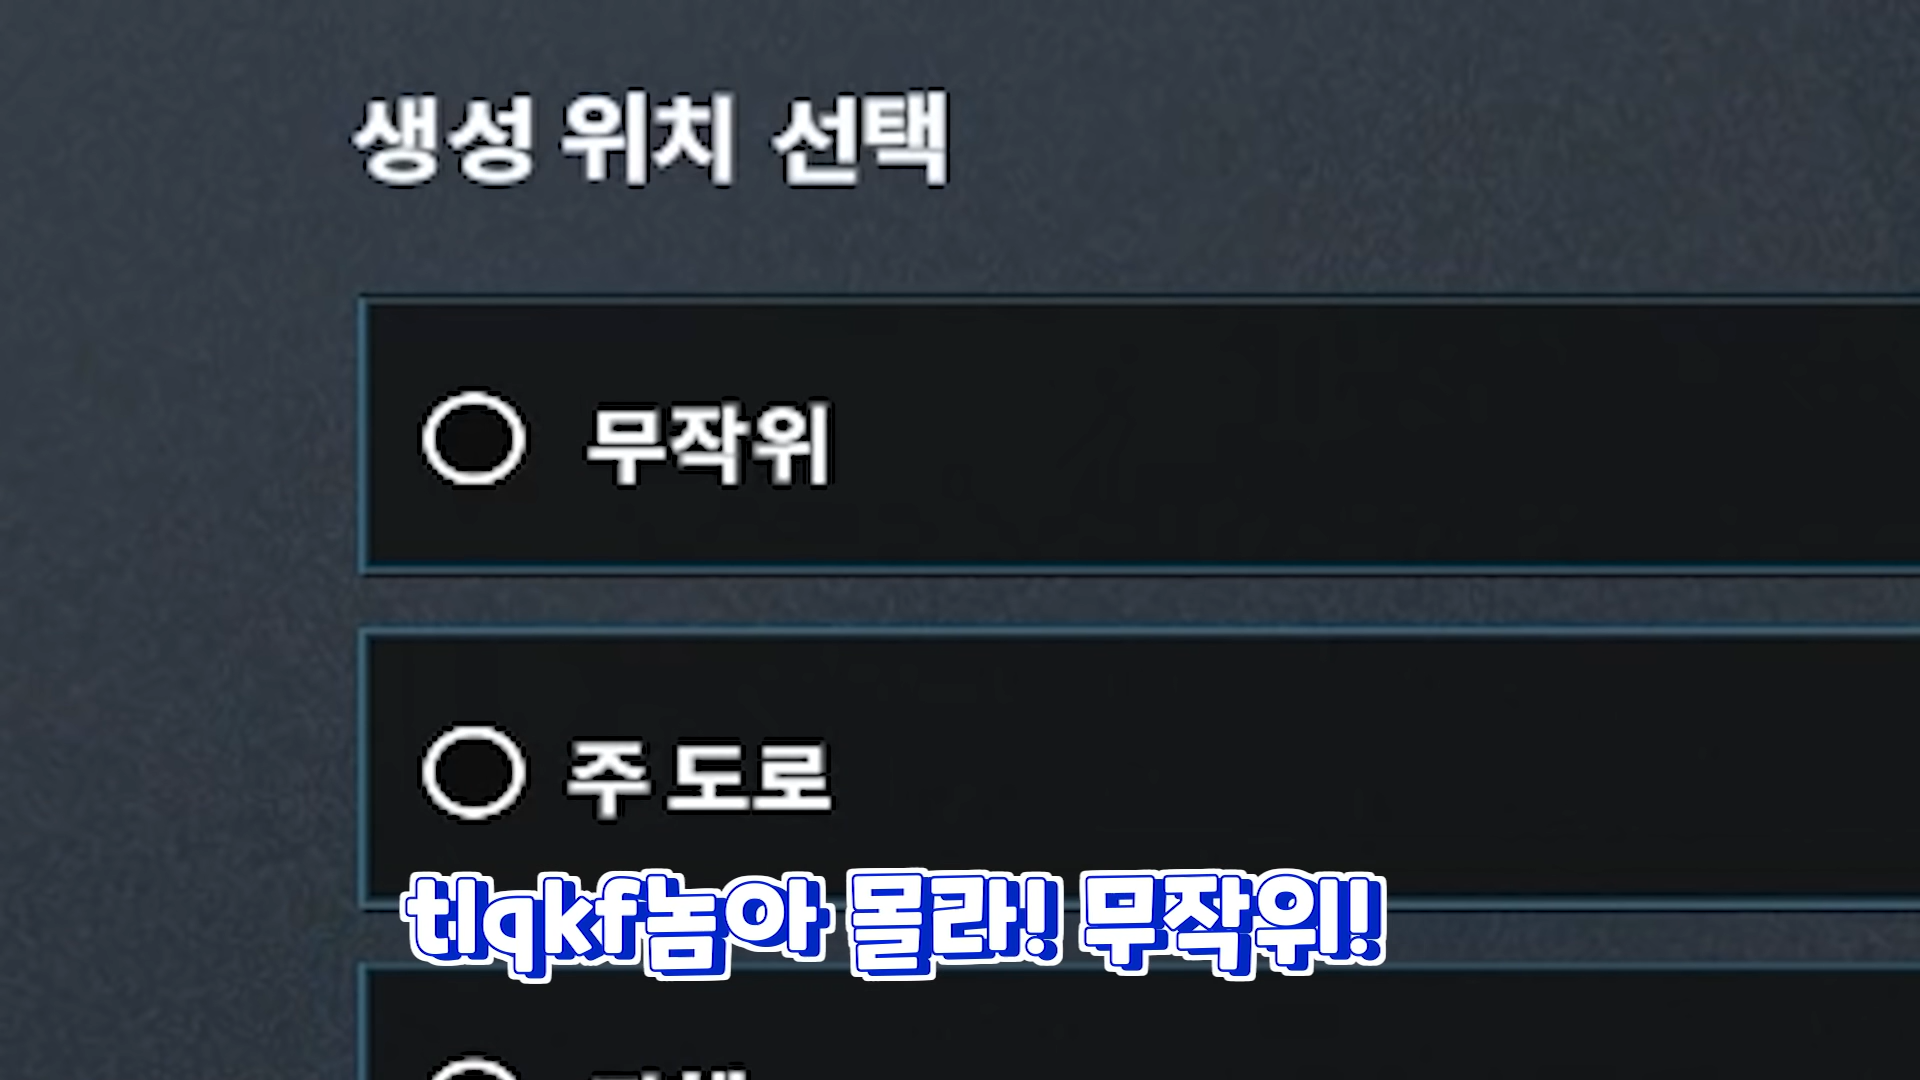 생성 위치 선택
무작위
주 도로
tlqkf놈아 몰라! 무작위!